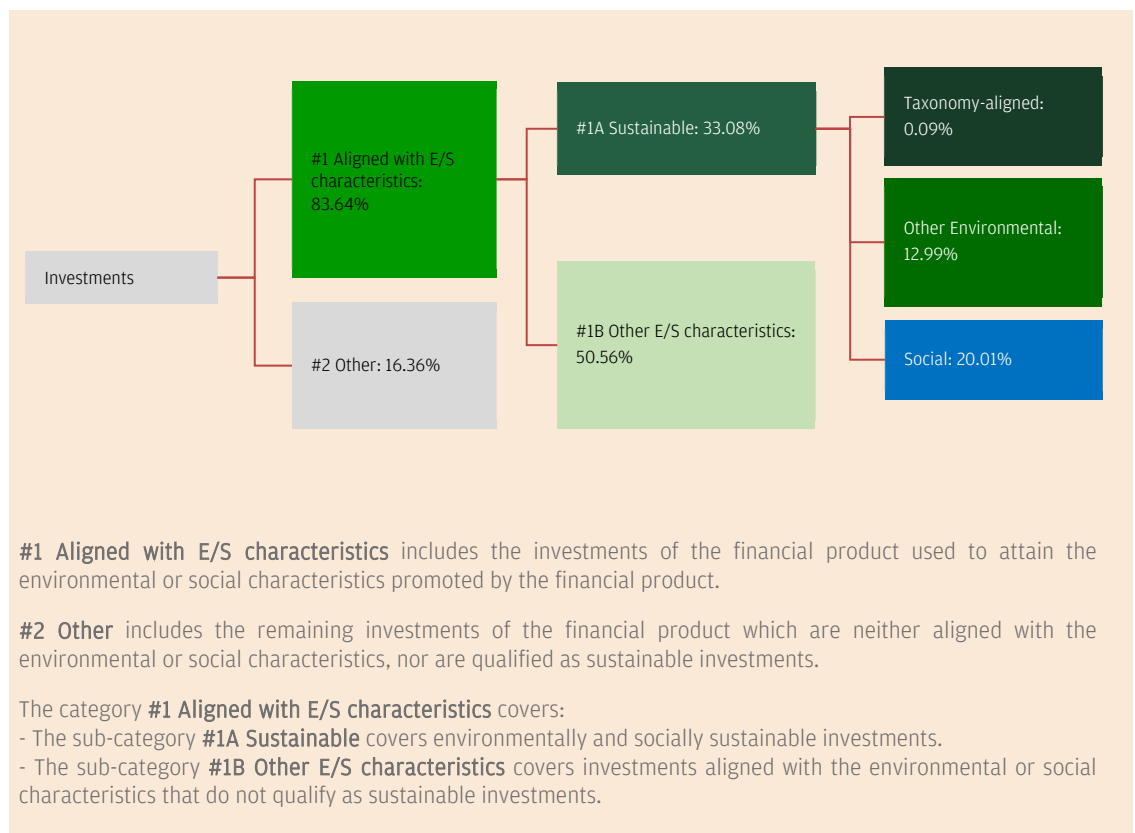 Investments
#1 Aligned with E/S
characteristics:
83.64%
#2 Other: 16.36%
#1A Sustainable: 33.08%
#1B Other E/S characteristics:
50.56%
Taxonomy-aligned:
0.09%
Other Environmental:
12.99%
Social: 20.01%
#1 Aligned with E/S characteristics includes the investments of the financial product used to attain the
environmental or social characteristics promoted by the financial product.
#2 Other includes the remaining investments of the financial product which are neither aligned with the
environmental or social characteristics, nor are qualified as sustainable investments.
The category #1 Aligned with E/S characteristics covers:
- The sub-category #1A Sustainable covers environmentally and socially sustainable investments.
- The sub-category #1B Other E/S characteristics covers investments aligned with the environmental or social
characteristics that do not qualify as sustainable investments.